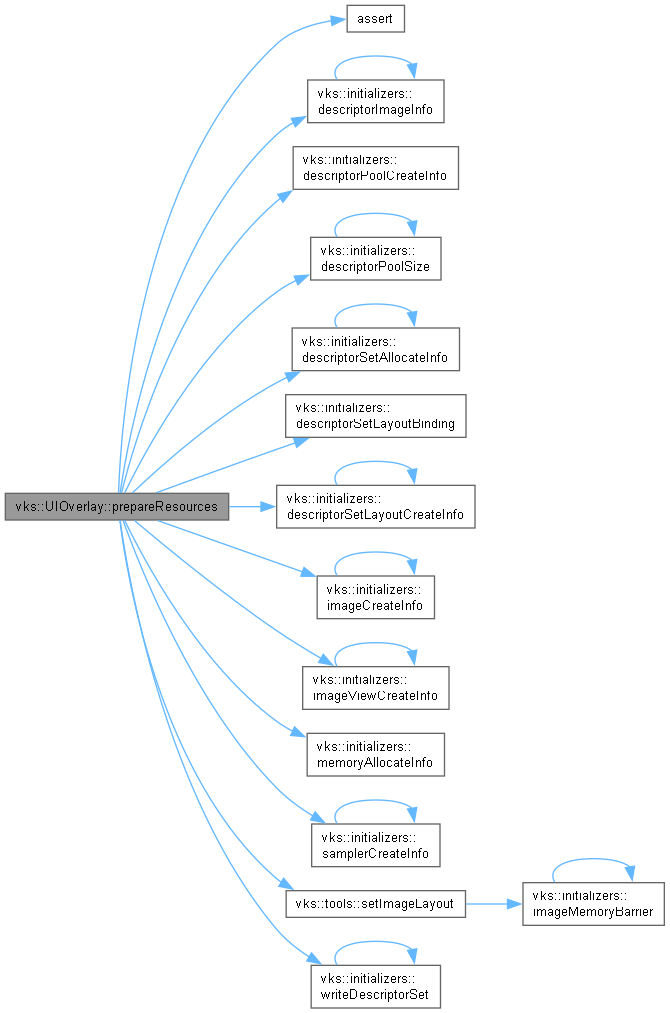 assert
vks::initializers::
descriptorImageInfo
vks::initializers::
descriptorPoolCreateInfo
vks::initializers::
descriptorPoolSize
vks::initializers::
descriptorSetAllocateInfo
vks::initializers::
descriptorSetLayoutBinding
vks::UIOverlay::prepareResources
vks::initializers::
descriptorSetLayoutCreateInfo
vks::initializers::
imageCreateInfo
vks::initializers::
imageViewCreateInfo
vks::initializers::
memoryAllocateInfo
vks::initializers::
samplerCreateInfo
vks::tools::setImageLayout
vks::initializers::
imageMemoryBarrier
vks::initializers::
writeDescriptorSet